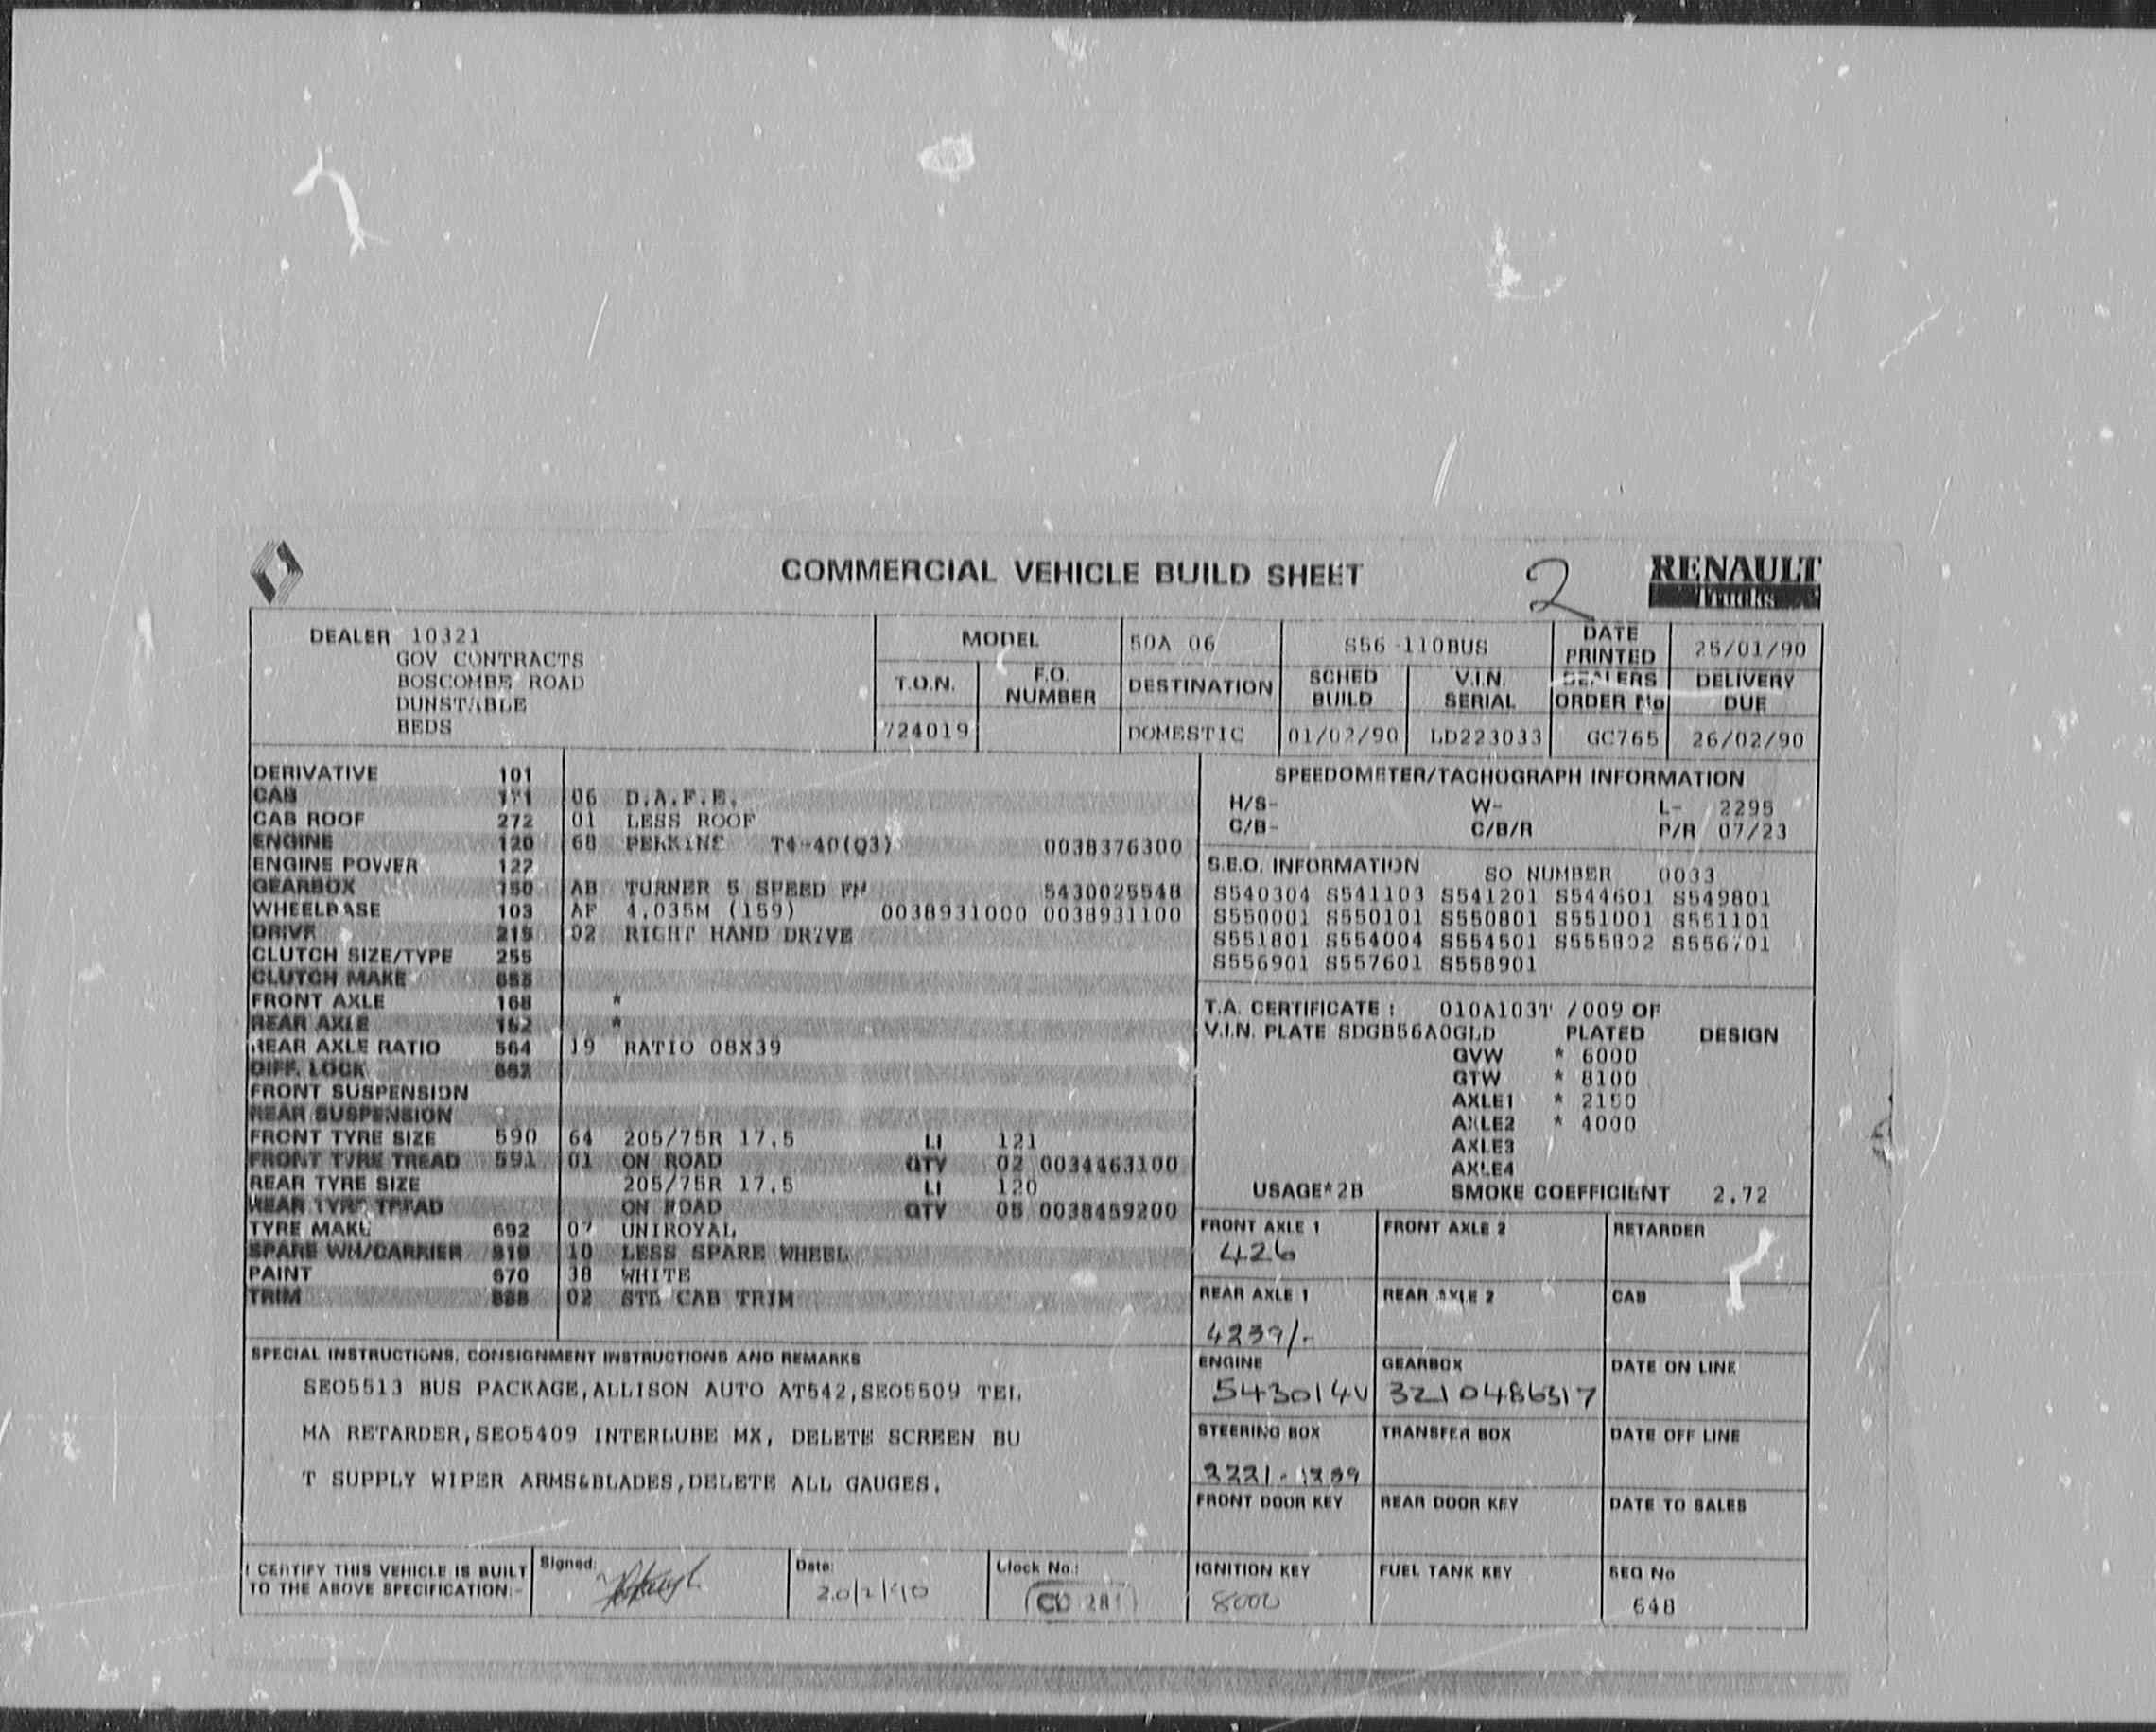 COMMERCIAL VEHICLE BUILD SHEET 2 RENAULT
Trucks
DEALER 10321
GOV CONTRACTS
BOSCOMBE ROAD
DUNSTABLE
BEDS
MODEL 50A 06 S56-110BUS DATE PRINTED 25/01/90
T.O.N. F.O. NUMBER DESTINATION SCHED BUILD V.I.N. SERIAL DEALERS ORDER No DELIVERY DUE
724019 DOMESTIC 01/02/90 LD223033 GC765 26/02/90
DERIVATIVE 101
CAB 171 06 D.A.F.E.
CAB ROOF 272 01 LESS ROOF
ENGINE 120 68 PERKINS T4-40(Q3) 0038376300
ENGINE POWER 122
GEARBOX 150 AB TURNER 5 SPEED FM 5430025548
WHEELBASE 103 AF 4.035M (159) 0038931000 0038931100
DRIVE 215 02 RIGHT HAND DRIVE
CLUTCH SIZE/TYPE 255
CLUTCH MAKE
FRONT AXLE 168 *
REAR AXLE 162 *
REAR AXLE RATIO 564 19 RATIO 08X39
DIFF. LOCK
FRONT SUSPENSION
REAR SUSPENSION
FRONT TYRE SIZE 590 64 205/75R 17.5 LI 121
FRONT TYRE TREAD 591 01 ON ROAD QTY 02 0034463100
REAR TYRE SIZE 205/75R 17.5 LI 120
REAR TYRE TREAD ON ROAD QTY 05 0038459200
TYRE MAKE 692 07 UNIROYAL
SPARE WH/CARRIER 10 LESS SPARE WHEEL
PAINT 670 38 WHITE
TRIM 02 STD CAB TRIM
SPEEDOMETER/TACHOGRAPH INFORMATION
H/S- W- L- 2295
C/B- C/B/R P/R 07/23
S.E.O. INFORMATION SO NUMBER 0033
S540304 S541103 S541201 S544601 S549801
S550001 S550101 S550801 S551001 S551101
S551801 S554004 S554501 S555802 S556701
S556901 S557601 S558901
T.A. CERTIFICATE : 010A103T /009 OF
V.I.N. PLATE SDGB56A0GLD PLATED DESIGN
GVW * 6000
GTW * 8100
AXLE1 * 2150
AXLE2 * 4000
AXLE3
AXLE4
USAGE*2B SMOKE COEFFICIENT 2.72
FRONT AXLE 1 FRONT AXLE 2 RETARDER
426
REAR AXLE 1 REAR AXLE 2 CAB
4239/-
ENGINE GEARBOX DATE ON LINE
543014V 3210486317
STEERING BOX TRANSFER BOX DATE OFF LINE
FRONT DOOR KEY REAR DOOR KEY DATE TO SALES
IGNITION KEY FUEL TANK KEY SEQ No
8000 648
SPECIAL INSTRUCTIONS, CONSIGNMENT INSTRUCTIONS AND REMARKS
SEO5513 BUS PACKAGE,ALLISON AUTO AT542,SEO5509 TEL
MA RETARDER,SEO5409 INTERLUBE MX, DELETE SCREEN BU
T SUPPLY WIPER ARMS&BLADES,DELETE ALL GAUGES.
I CERTIFY THIS VEHICLE IS BUILT
TO THE ABOVE SPECIFICATION:-
Signed: Date: 20/2/90 Clock No.: CD 281